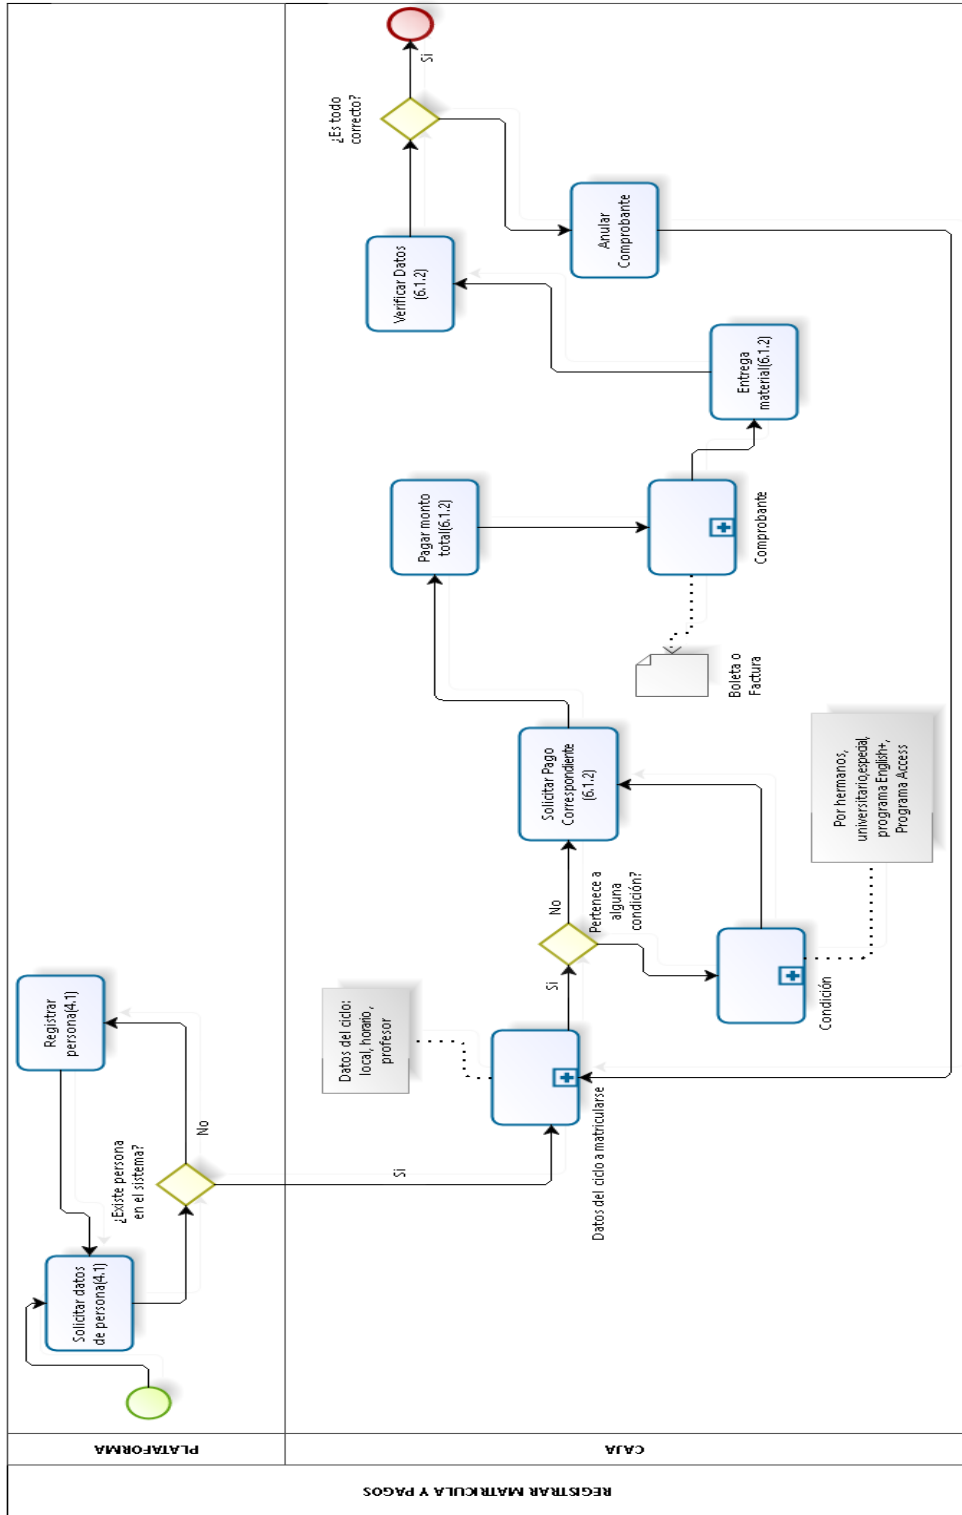 REGISTRAR MATRICULA Y PAGOS
PLATAFORMA
Solicitar datos
de persona(4.1)
¿Existe persona
en el sistema?
No
Registrar
persona(4.1)
Si
CAJA
Datos del ciclo a matricularse
Datos del ciclo:
local, horario ,
profesor
Si
Pertenece a
alguna
condición?
No
Condición
Por hermanos,
universitario,especial,
programa English+,
Programa Access
Solicitar Pago
Correspondiente
(6.1.2)
Pagar monto
total(6.1.2)
Boleta o
Factura
Comprobante
Entrega
material(6.1.2)
Verificar Datos
(6.1.2)
Anular
Comprobante
¿Es todo
correcto?
Si